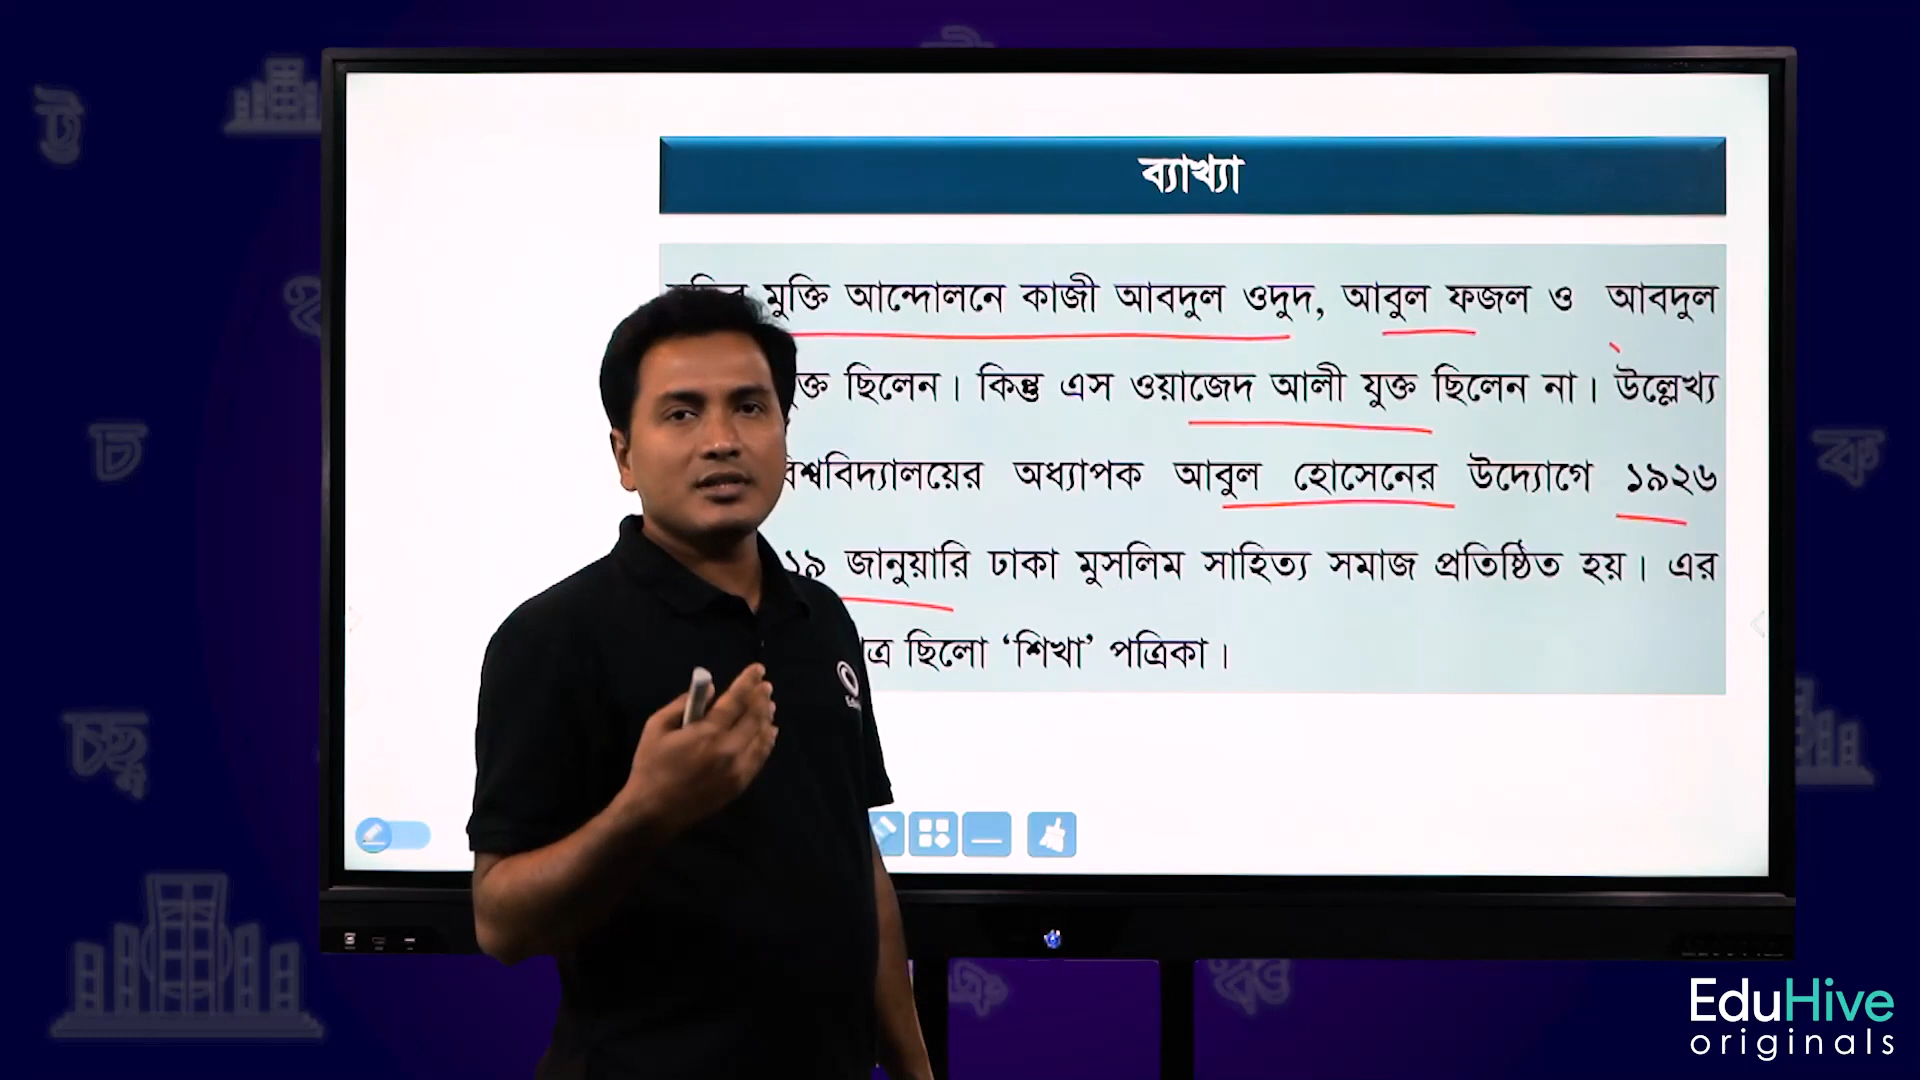 ব্যাখ্যা
মুক্তি আন্দোলনে কাজী আবদুল ওদুদ, আবুল ফজল ও আবদুল
ছিলেন। কিন্তু এস ওয়াজেদ আলী যুক্ত ছিলেন না। উল্লেখ্য
বিশ্ববিদ্যালয়ের অধ্যাপক আবুল হোসেনের উদ্যোগে ১৯২৬
১৯ জানুয়ারি ঢাকা মুসলিম সাহিত্য সমাজ প্রতিষ্ঠিত হয়। এর
ছিলো ‘শিখা’ পত্রিকা।
EduHive
originals